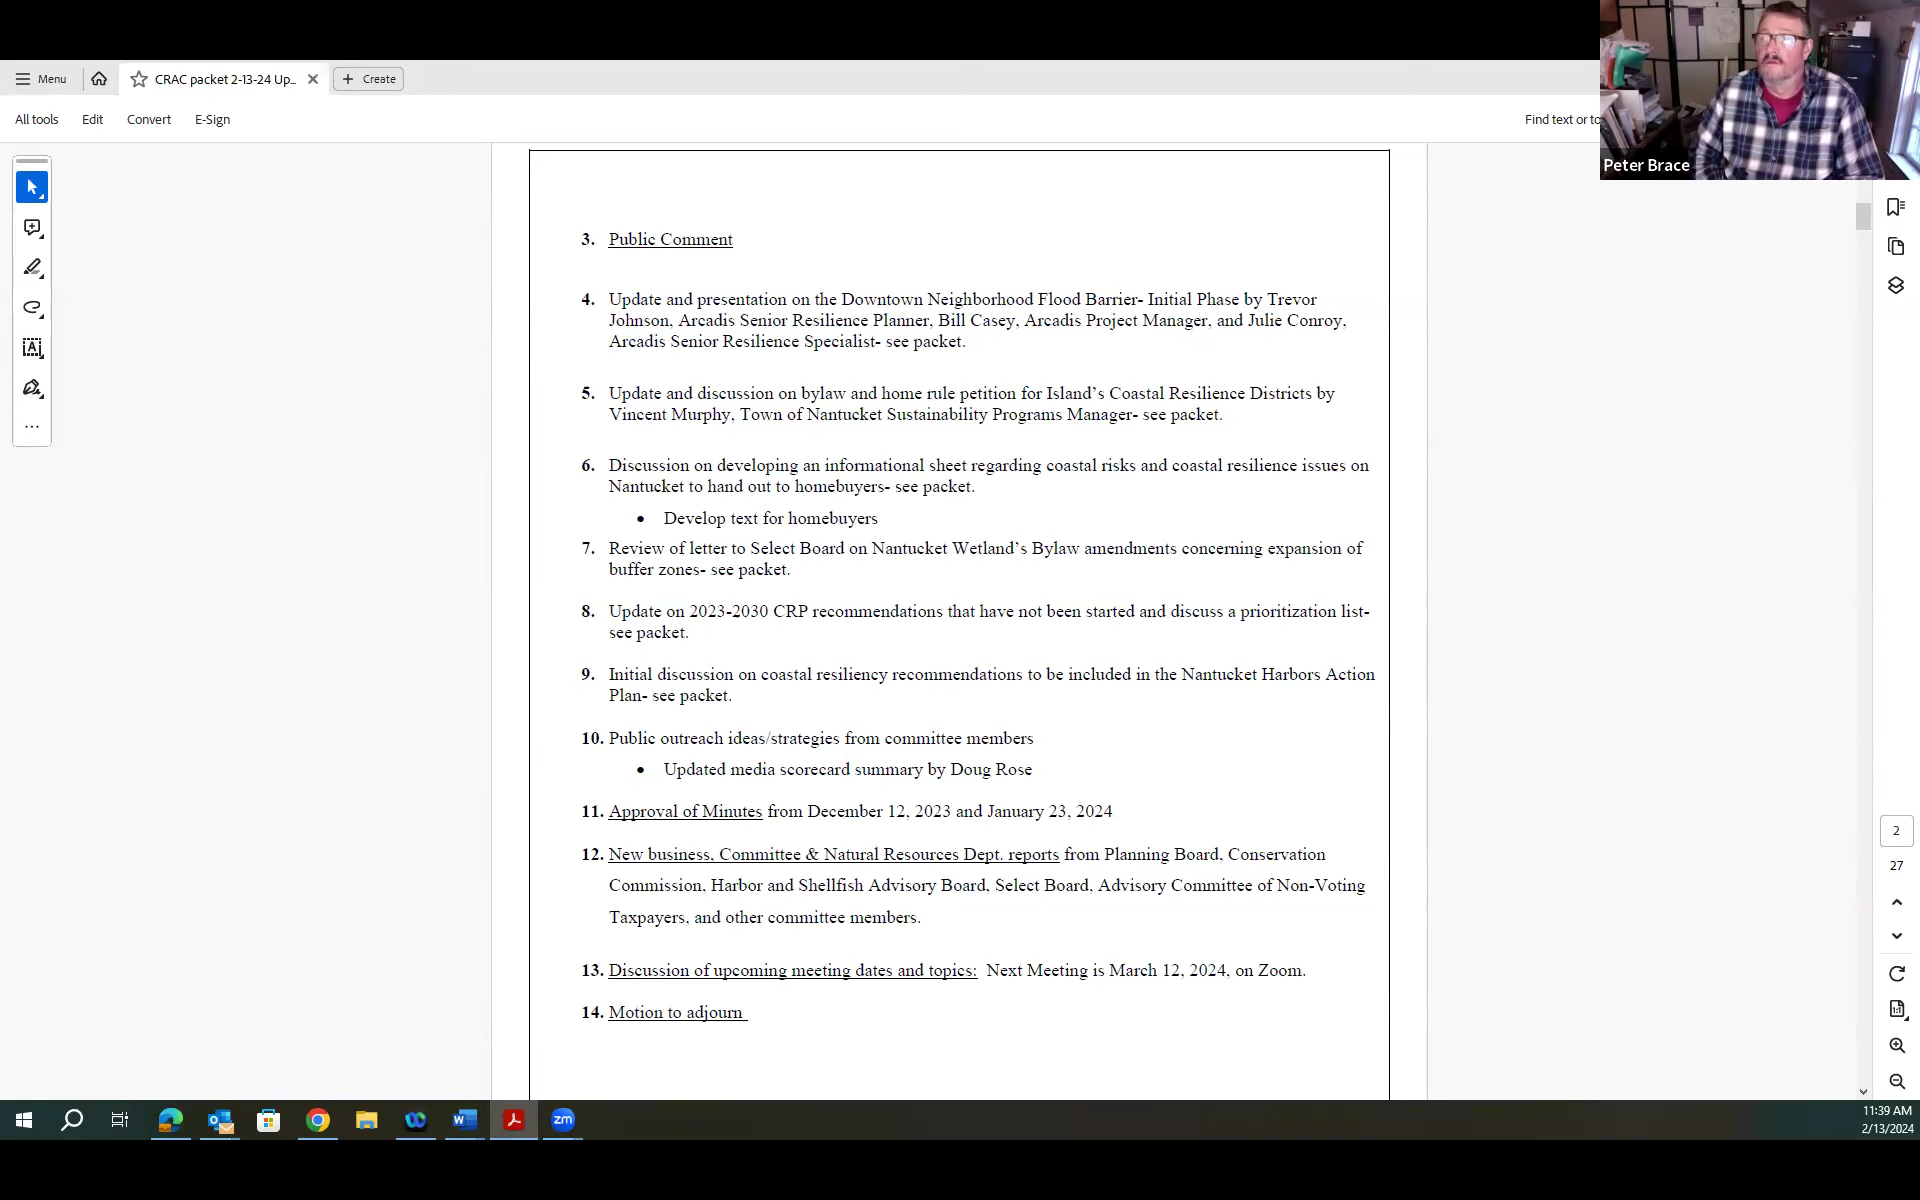 Menu
CRAC packet 2-13-24 Up...
Create
All tools
Edit
Convert
E-Sign
Find text or to
Peter Brace
3. Public Comment
4. Update and presentation on the Downtown Neighborhood Flood Barrier- Initial Phase by Trevor
Johnson, Arcadis Senior Resilience Planner, Bill Casey, Arcadis Project Manager, and Julie Conroy,
Arcadis Senior Resilience Specialist- see packet.
5. Update and discussion on bylaw and home rule petition for Island’s Coastal Resilience Districts by
Vincent Murphy, Town of Nantucket Sustainability Programs Manager- see packet.
6. Discussion on developing an informational sheet regarding coastal risks and coastal resilience issues on
Nantucket to hand out to homebuyers- see packet.
• Develop text for homebuyers
7. Review of letter to Select Board on Nantucket Wetland’s Bylaw amendments concerning expansion of
buffer zones- see packet.
8. Update on 2023-2030 CRP recommendations that have not been started and discuss a prioritization list-
see packet.
9. Initial discussion on coastal resiliency recommendations to be included in the Nantucket Harbors Action
Plan- see packet.
10. Public outreach ideas/strategies from committee members
• Updated media scorecard summary by Doug Rose
11. Approval of Minutes from December 12, 2023 and January 23, 2024
12. New business, Committee & Natural Resources Dept. reports from Planning Board, Conservation
Commission, Harbor and Shellfish Advisory Board, Select Board, Advisory Committee of Non-Voting
Taxpayers, and other committee members.
13. Discussion of upcoming meeting dates and topics: Next Meeting is March 12, 2024, on Zoom.
14. Motion to adjourn
2
27
zm
11:39 AM
2/13/2024